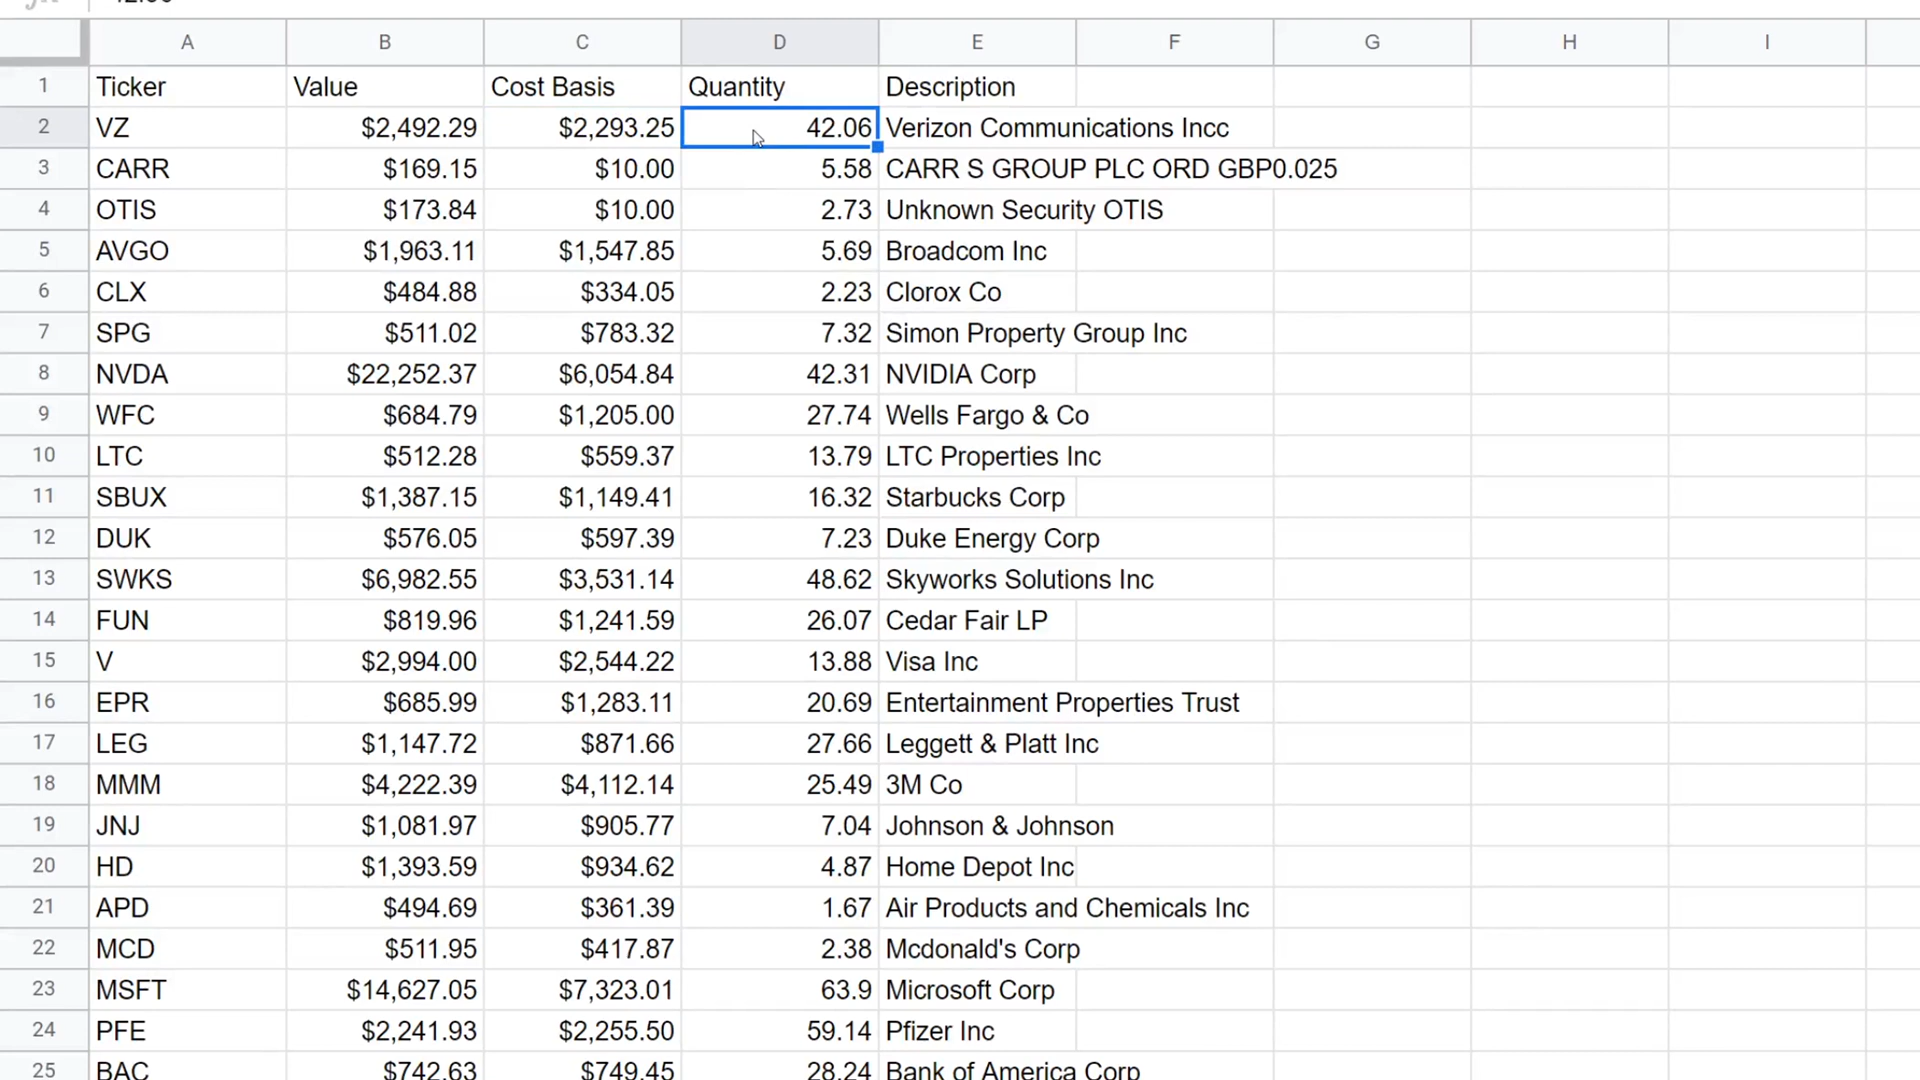 A B C D E F G H I
1 Ticker Value Cost Basis Quantity Description
2 VZ $2,492.29 $2,293.25 42.06 Verizon Communications Incc
3 CARR $169.15 $10.00 5.58 CARR S GROUP PLC ORD GBP0.025
4 OTIS $173.84 $10.00 2.73 Unknown Security OTIS
5 AVGO $1,963.11 $1,547.85 5.69 Broadcom Inc
6 CLX $484.88 $334.05 2.23 Clorox Co
7 SPG $511.02 $783.32 7.32 Simon Property Group Inc
8 NVDA $22,252.37 $6,054.84 42.31 NVIDIA Corp
9 WFC $684.79 $1,205.00 27.74 Wells Fargo & Co
10 LTC $512.28 $559.37 13.79 LTC Properties Inc
11 SBUX $1,387.15 $1,149.41 16.32 Starbucks Corp
12 DUK $576.05 $597.39 7.23 Duke Energy Corp
13 SWKS $6,982.55 $3,531.14 48.62 Skyworks Solutions Inc
14 FUN $819.96 $1,241.59 26.07 Cedar Fair LP
15 V $2,994.00 $2,544.22 13.88 Visa Inc
16 EPR $685.99 $1,283.11 20.69 Entertainment Properties Trust
17 LEG $1,147.72 $871.66 27.66 Leggett & Platt Inc
18 MMM $4,222.39 $4,112.14 25.49 3M Co
19 JNJ $1,081.97 $905.77 7.04 Johnson & Johnson
20 HD $1,393.59 $934.62 4.87 Home Depot Inc
21 APD $494.69 $361.39 1.67 Air Products and Chemicals Inc
22 MCD $511.95 $417.87 2.38 Mcdonald's Corp
23 MSFT $14,627.05 $7,323.01 63.9 Microsoft Corp
24 PFE $2,241.93 $2,255.50 59.14 Pfizer Inc
25 BAC $742.63 $749.45 28.24 Bank of America Corp